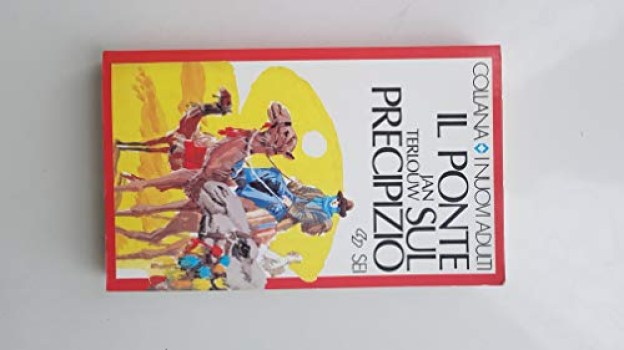 COLLANA I NUOVI ADULTI
IL PONTE
SUL
PRECIPIZIO
JAN
TERLOUW
SEI